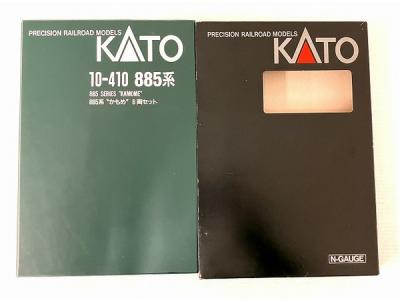 PRECISION RAILROAD MODELS
KATO
10-410 885系
885 SERIES "KAMOME"
885系"かもめ"6両セット
PRECISION RAILROAD MODELS
KATO
N-GAUGE